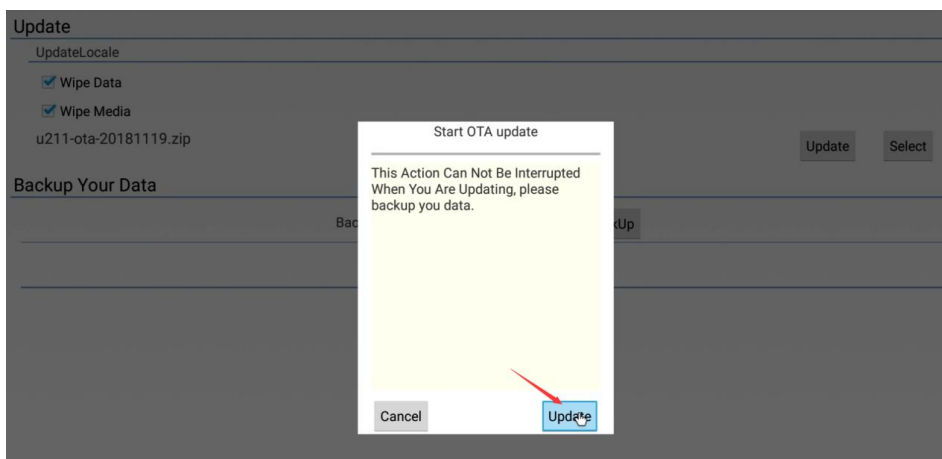 Update
UpdateLocale
Wipe Data
Wipe Media
u211-ota-20181119.zip
Update Select
Backup Your Data
Start OTA update
This Action Can Not Be Interrupted
When You Are Updating, please
backup you data.
Cancel Update